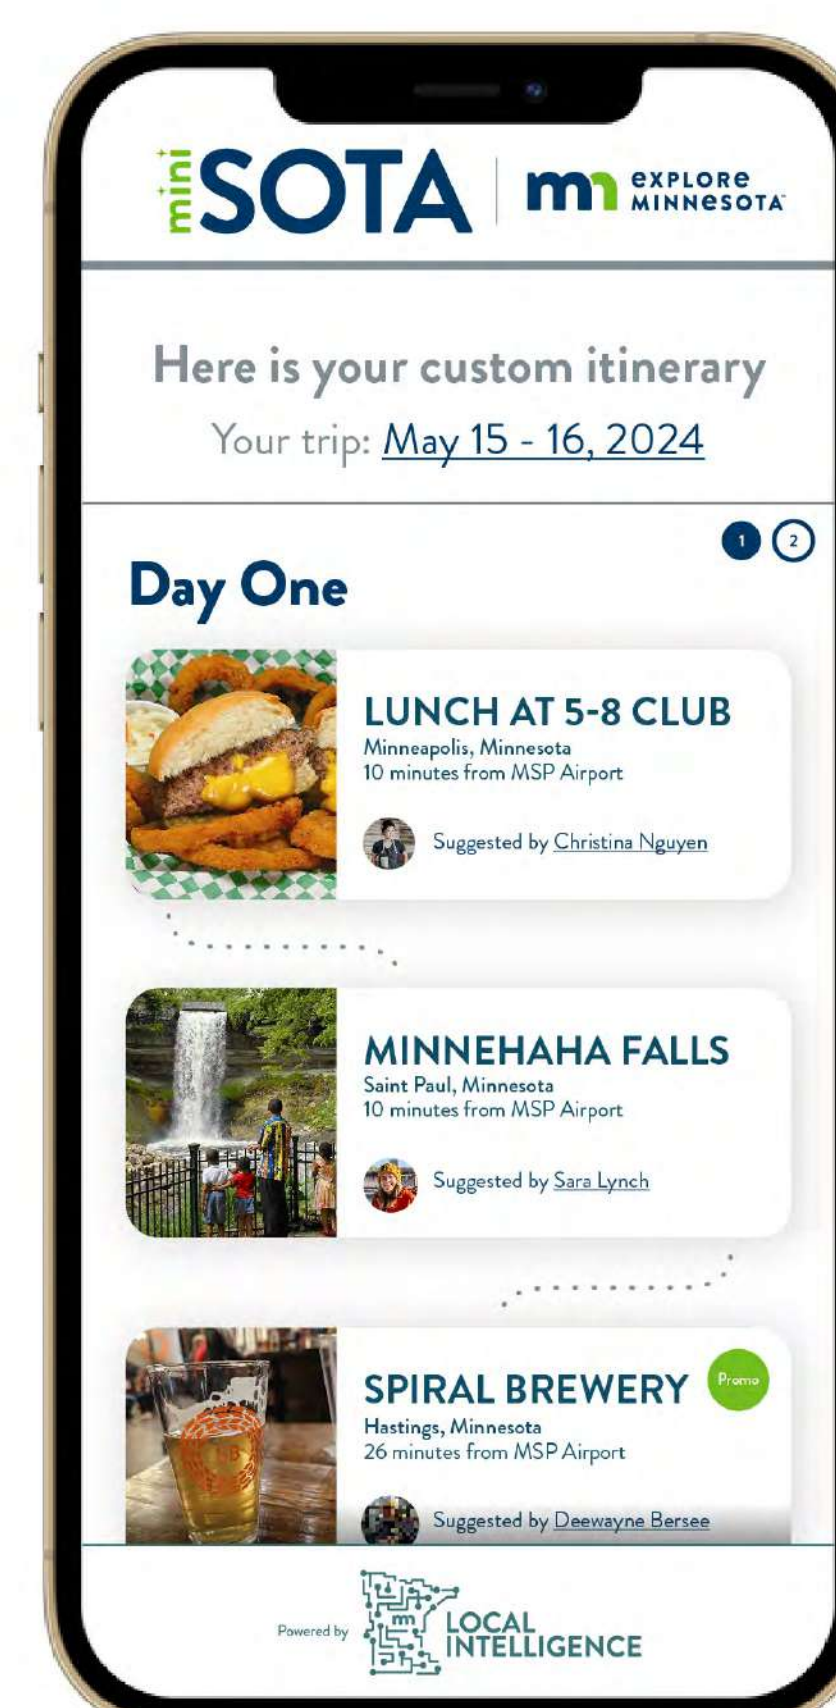 mini SOTA
mn EXPLORe MINNeSOTA
Here is your custom itinerary
Your trip: May 15 - 16, 2024
1 2
Day One
LUNCH AT 5-8 CLUB
Minneapolis, Minnesota
10 minutes from MSP Airport
Suggested by Christina Nguyen
MINNEHAHA FALLS
Saint Paul, Minnesota
10 minutes from MSP Airport
Suggested by Sara Lynch
SPIRAL BREWERY
Promo
Hastings, Minnesota
26 minutes from MSP Airport
Suggested by Deewayne Bersee
Powered by
mn
LOCAL
INTELLIGENCE